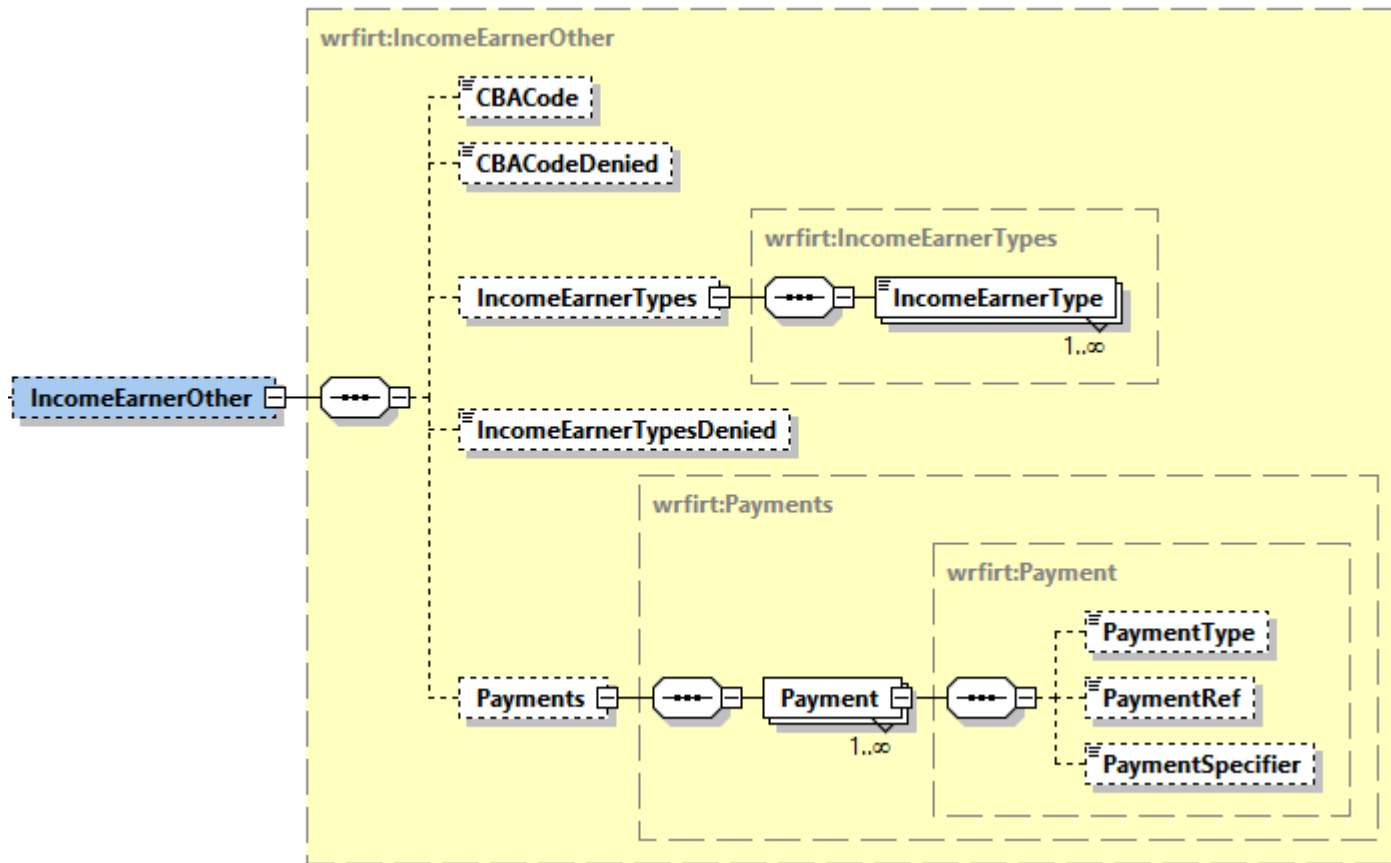 wrfirt:IncomeEarnerOther
CBACode
CBACodeDenied
wrfirt:IncomeEarnerTypes
IncomeEarnerTypes
IncomeEarnerType
1..∞
IncomeEarnerOther
IncomeEarnerTypesDenied
wrfirt:Payments
wrfirt:Payment
PaymentType
Payments
Payment
PaymentRef
1..∞
PaymentSpecifier